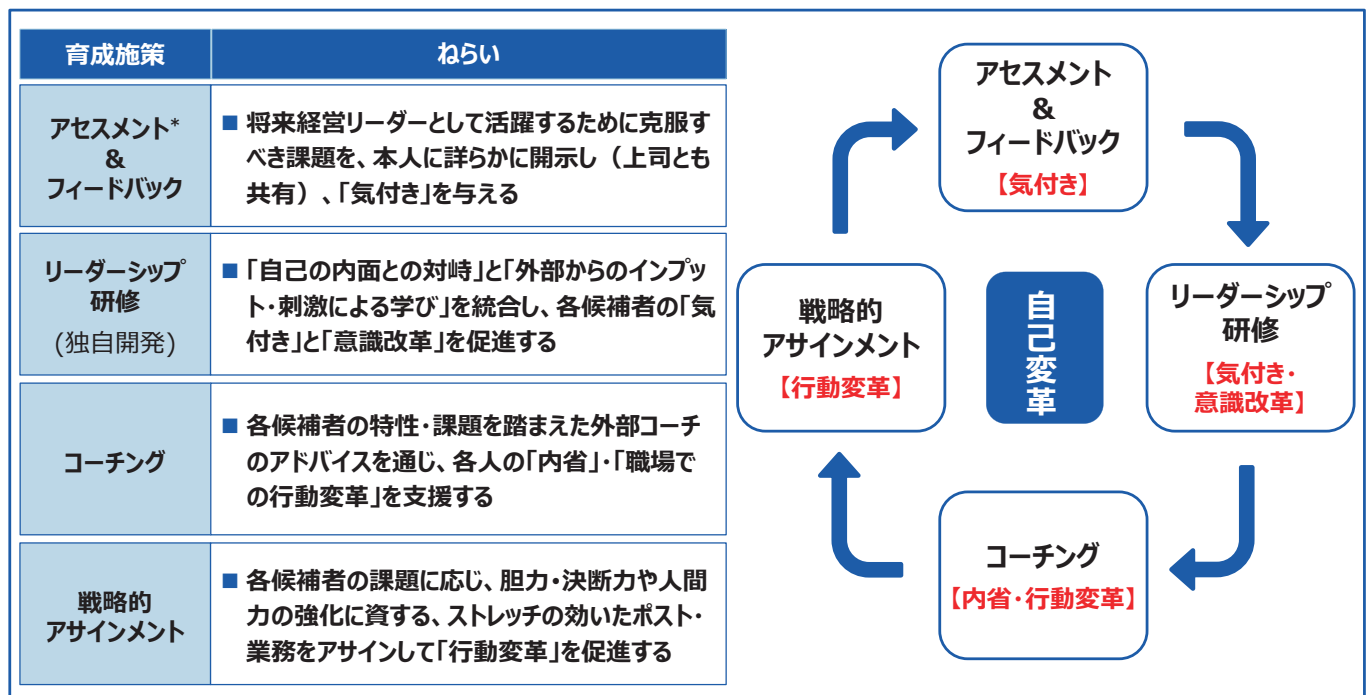 育成施策
ねらい
アセスメント*
&
フィードバック
■ 将来経営リーダーとして活躍するために克服す
べき課題を、本人に詳らかに開示し（上司とも
共有）、「気付き」を与える
リーダーシップ
研修
(独自開発)
■ 「自己の内面との対峙」と「外部からのインプッ
ト・刺激による学び」を統合し、各候補者の「気
付き」と「意識改革」を促進する
コーチング
■ 各候補者の特性・課題を踏まえた外部コーチ
のアドバイスを通じ、各人の「内省」・「職場で
の行動変革」を支援する
戦略的
アサインメント
■ 各候補者の課題に応じ、胆力・決断力や人間
力の強化に資する、ストレッチの効いたポスト・
業務をアサインして「行動変革」を促進する
アセスメント
&
フィードバック
【気付き】
リーダーシップ
研修
【気付き・
意識改革】
コーチング
【内省・行動変革】
戦略的
アサインメント
【行動変革】
自己変革